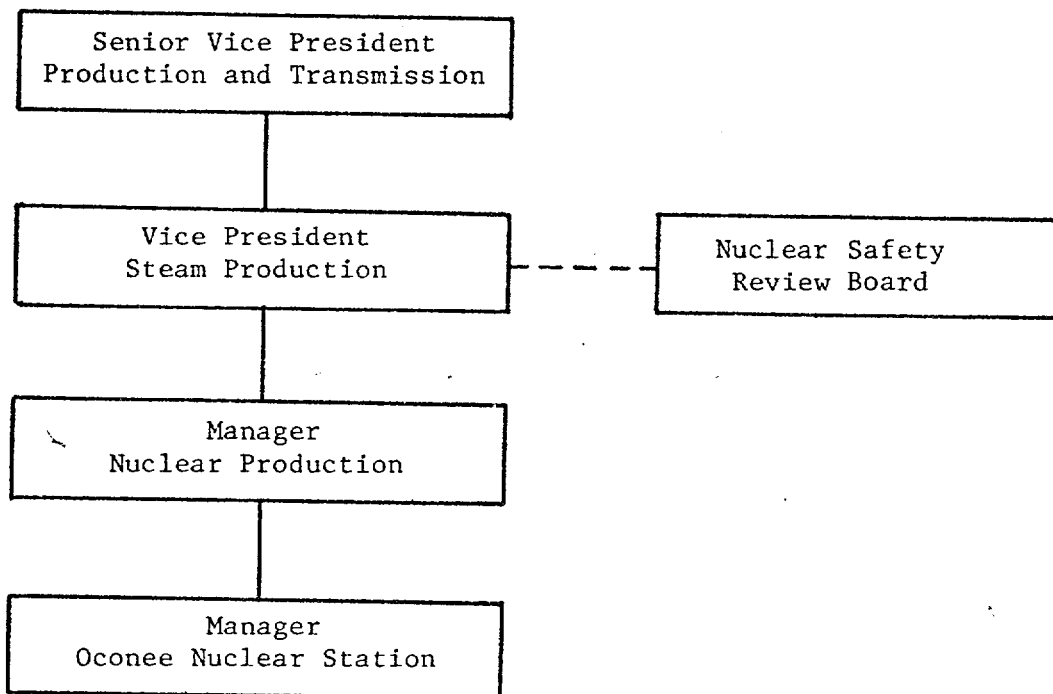 Senior Vice President
Production and Transmission
Vice President
Steam Production
Nuclear Safety
Review Board
Manager
Nuclear Production
Manager
Oconee Nuclear Station